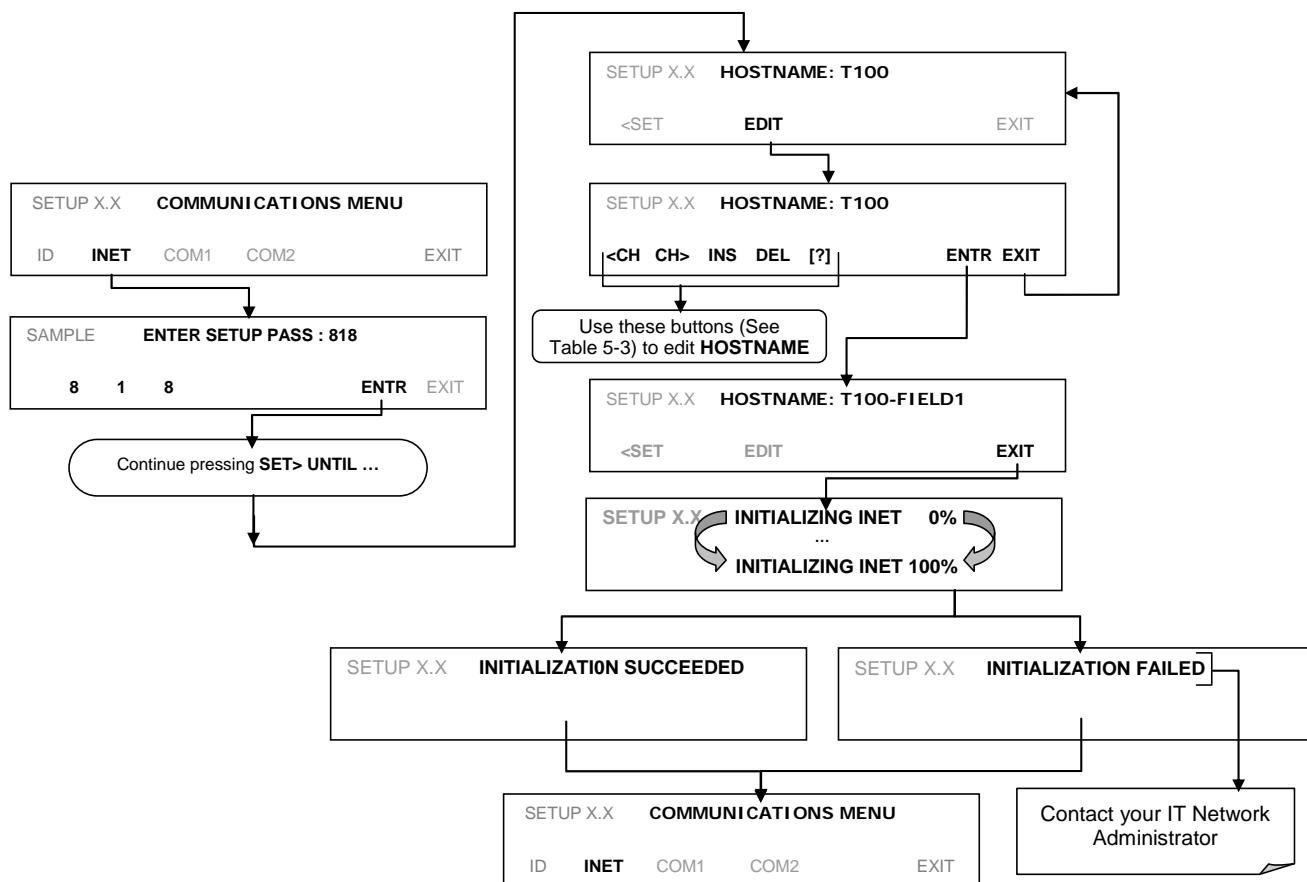 SETUP X.X COMMUNICATIONS MENU
ID INET COM1 COM2 EXIT
SAMPLE ENTER SETUP PASS : 818
8 1 8 ENTR EXIT
Continue pressing SET> UNTIL …
SETUP X.X HOSTNAME: T100
<SET EDIT EXIT
SETUP X.X HOSTNAME: T100
<CH CH> INS DEL [?] ENTR EXIT
Use these buttons (See
Table 5-3) to edit HOSTNAME
SETUP X.X HOSTNAME: T100-FIELD1
<SET EDIT EXIT
SETUP X.X INITIALIZING INET 0%
…
INITIALIZING INET 100%
SETUP X.X INITIALIZATI0N SUCCEEDED
SETUP X.X INITIALIZATION FAILED
SETUP X.X COMMUNICATIONS MENU
ID INET COM1 COM2 EXIT
Contact your IT Network
Administrator